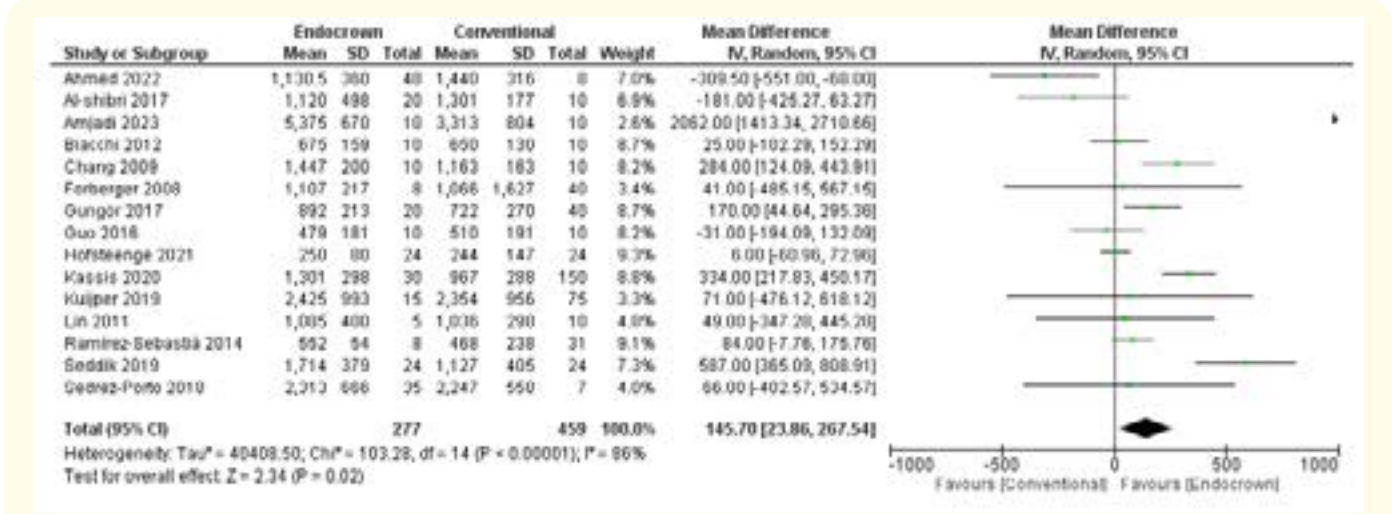 Endocrown Conventional Mean Difference Mean Difference
Study or Subgroup Mean SD Total Mean SD Total Weight IV, Random, 95% CI IV, Random, 95% CI
Ahmed 2022 1,130.5 360 48 1,440 316 8 7.0% -309.50 [-551.00, -68.00]
Al-shibri 2017 1,120 498 20 1,301 177 10 6.9% -181.00 [-425.27, 63.27]
Amjadi 2023 5,375 670 10 3,313 804 10 2.6% 2062.00 [1413.34, 2710.66]
Biacchi 2012 675 159 10 650 130 10 8.7% 25.00 [-102.29, 152.29]
Chang 2009 1,447 200 10 1,163 163 10 8.2% 284.00 [124.09, 443.91]
Forberger 2008 1,107 217 8 1,066 1,627 40 3.4% 41.00 [-485.15, 567.15]
Gungor 2017 892 213 20 722 270 40 8.7% 170.00 [44.64, 295.36]
Guo 2016 479 181 10 510 191 10 8.2% -31.00 [-194.09, 132.09]
Hofsteenge 2021 250 80 24 244 147 24 9.3% 6.00 [-60.96, 72.96]
Kassis 2020 1,301 298 30 967 288 150 8.8% 334.00 [217.83, 450.17]
Kuijper 2019 2,425 993 15 2,354 956 75 3.3% 71.00 [-476.12, 618.12]
Lin 2011 1,085 400 5 1,036 290 10 4.8% 49.00 [-347.28, 445.28]
Ramírez-Sebastià 2014 552 54 8 468 238 31 9.1% 84.00 [-7.76, 175.76]
Seddik 2019 1,714 379 24 1,127 405 24 7.3% 587.00 [365.09, 808.91]
Sedrez-Porto 2019 2,313 666 35 2,247 550 7 4.0% 66.00 [-402.57, 534.57]
Total (95% CI) 277 459 100.0% 145.70 [23.86, 267.54]
Heterogeneity: Tau² = 40408.50; Chi² = 103.28, df = 14 (P < 0.00001); I² = 86%
Test for overall effect: Z = 2.34 (P = 0.02)
-1000 -500 0 500 1000
Favours [Conventional] Favours [Endocrown]